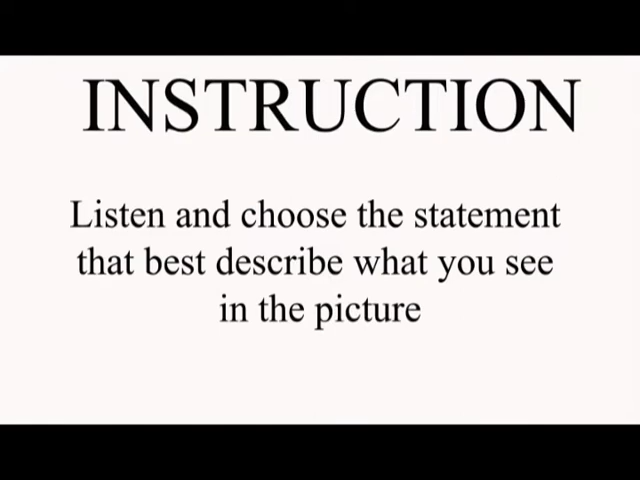 INSTRUCTION
Listen and choose the statement
that best describe what you see
in the picture